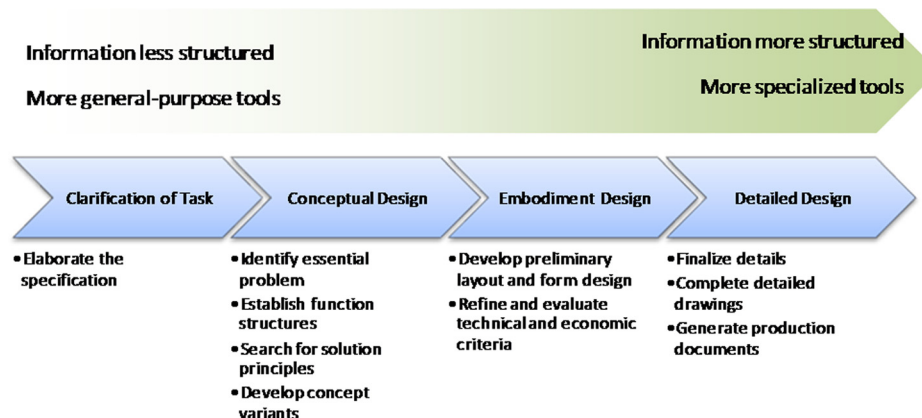 Information less structured
More general-purpose tools
Information more structured
More specialized tools
Clarification of Task
Conceptual Design
Embodiment Design
Detailed Design
• Elaborate the
specification
• Identify essential
problem
• Establish function
structures
• Search for solution
principles
• Develop concept
variants
• Develop preliminary
layout and form design
• Refine and evaluate
technical and economic
criteria
• Finalize details
• Complete detailed
drawings
• Generate production
documents